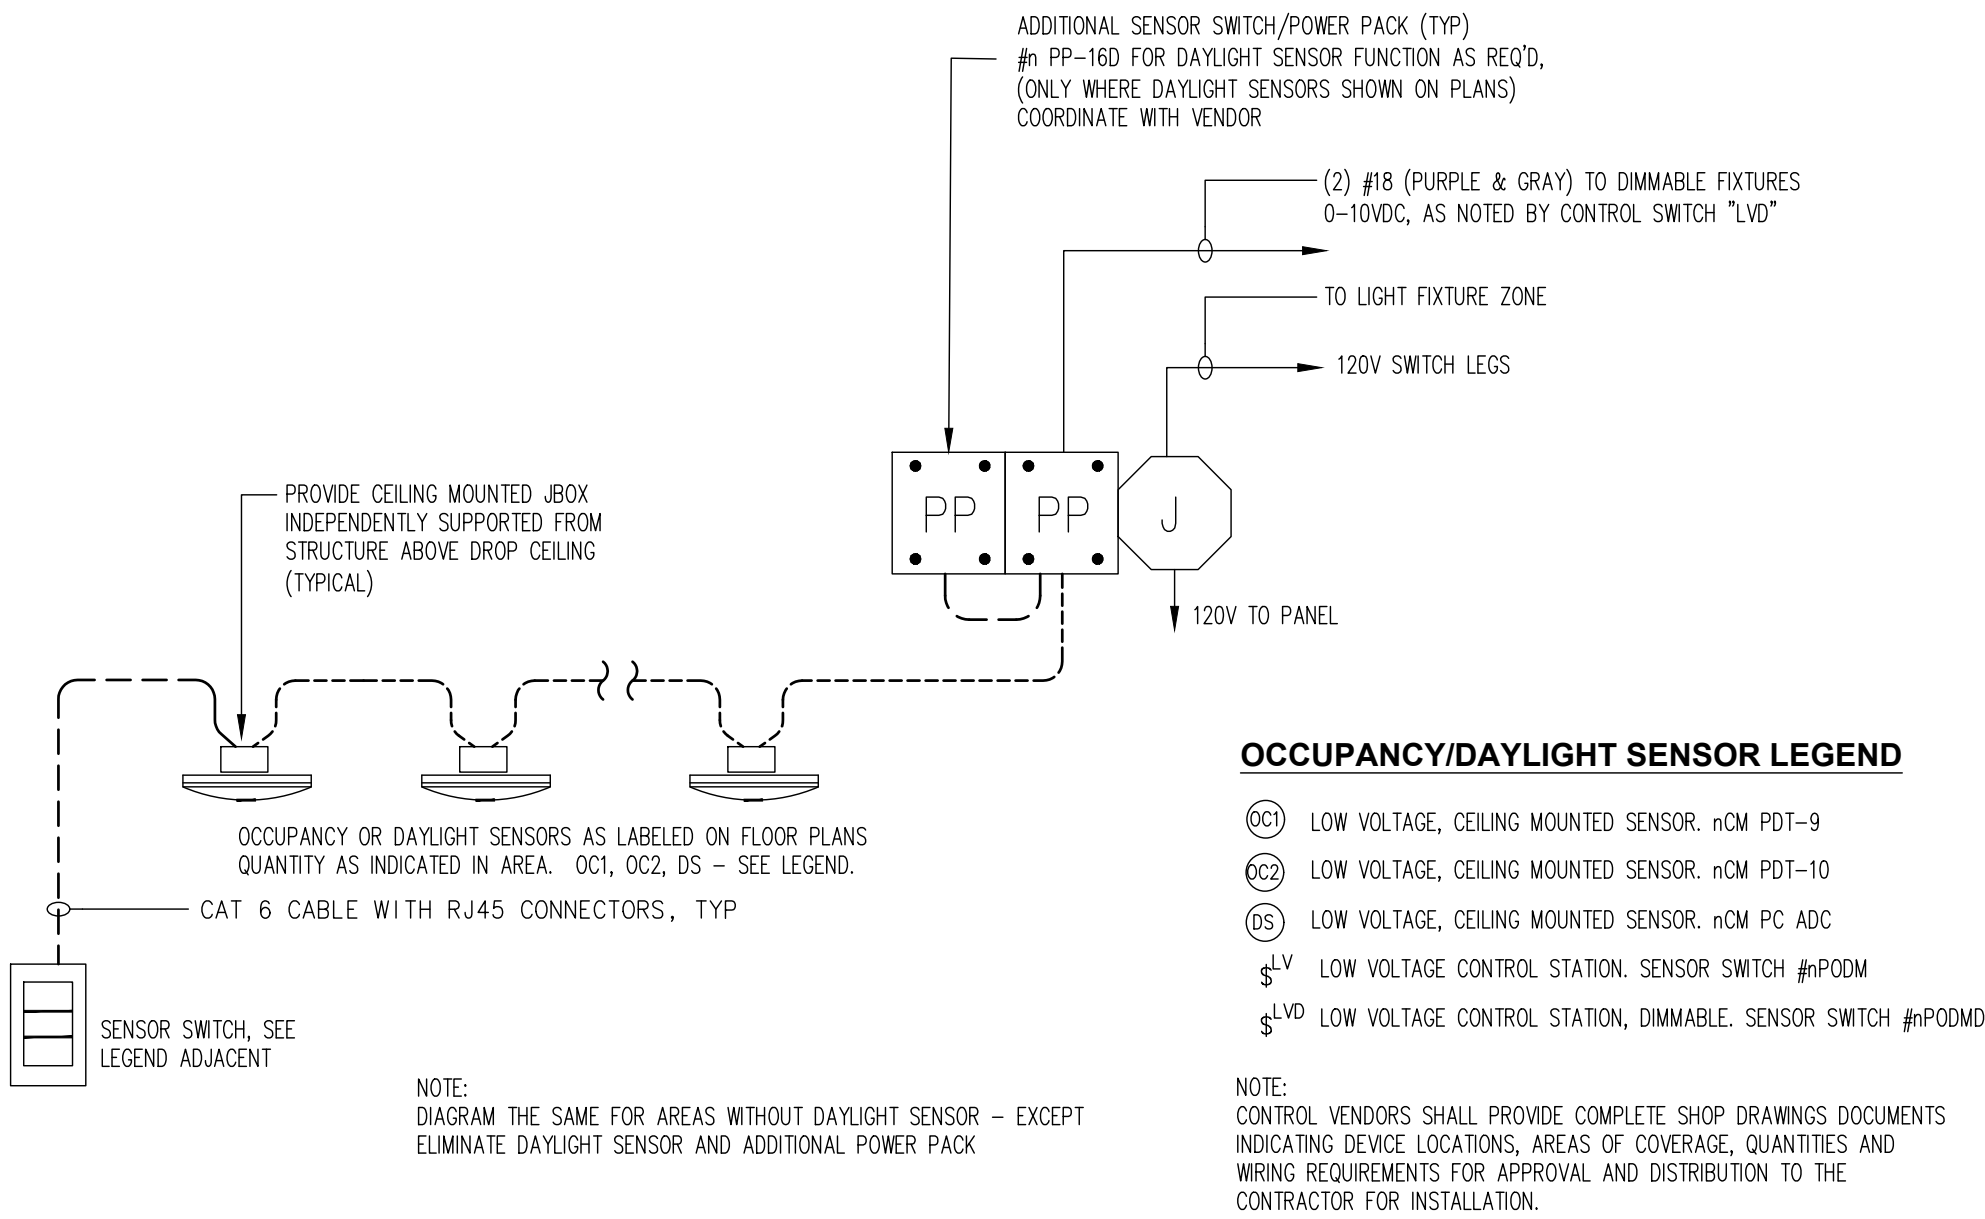 ADDITIONAL SENSOR SWITCH/POWER PACK (TYP)
#n PP-16D FOR DAYLIGHT SENSOR FUNCTION AS REQ'D,
(ONLY WHERE DAYLIGHT SENSORS SHOWN ON PLANS)
COORDINATE WITH VENDOR
(2) #18 (PURPLE & GRAY) TO DIMMABLE FIXTURES
0-10VDC, AS NOTED BY CONTROL SWITCH "LVD"
TO LIGHT FIXTURE ZONE
120V SWITCH LEGS
PP
PP
J
120V TO PANEL
PROVIDE CEILING MOUNTED JBOX
INDEPENDENTLY SUPPORTED FROM
STRUCTURE ABOVE DROP CEILING
(TYPICAL)
OCCUPANCY OR DAYLIGHT SENSORS AS LABELED ON FLOOR PLANS
QUANTITY AS INDICATED IN AREA. OC1, OC2, DS - SEE LEGEND.
CAT 6 CABLE WITH RJ45 CONNECTORS, TYP
SENSOR SWITCH, SEE
LEGEND ADJACENT
NOTE:
DIAGRAM THE SAME FOR AREAS WITHOUT DAYLIGHT SENSOR - EXCEPT
ELIMINATE DAYLIGHT SENSOR AND ADDITIONAL POWER PACK
OCCUPANCY/DAYLIGHT SENSOR LEGEND
OC1 LOW VOLTAGE, CEILING MOUNTED SENSOR. nCM PDT-9
OC2 LOW VOLTAGE, CEILING MOUNTED SENSOR. nCM PDT-10
DS LOW VOLTAGE, CEILING MOUNTED SENSOR. nCM PC ADC
$LV LOW VOLTAGE CONTROL STATION. SENSOR SWITCH #nPODM
$LVD LOW VOLTAGE CONTROL STATION, DIMMABLE. SENSOR SWITCH #nPODMD
NOTE:
CONTROL VENDORS SHALL PROVIDE COMPLETE SHOP DRAWINGS DOCUMENTS
INDICATING DEVICE LOCATIONS, AREAS OF COVERAGE, QUANTITIES AND
WIRING REQUIREMENTS FOR APPROVAL AND DISTRIBUTION TO THE
CONTRACTOR FOR INSTALLATION.